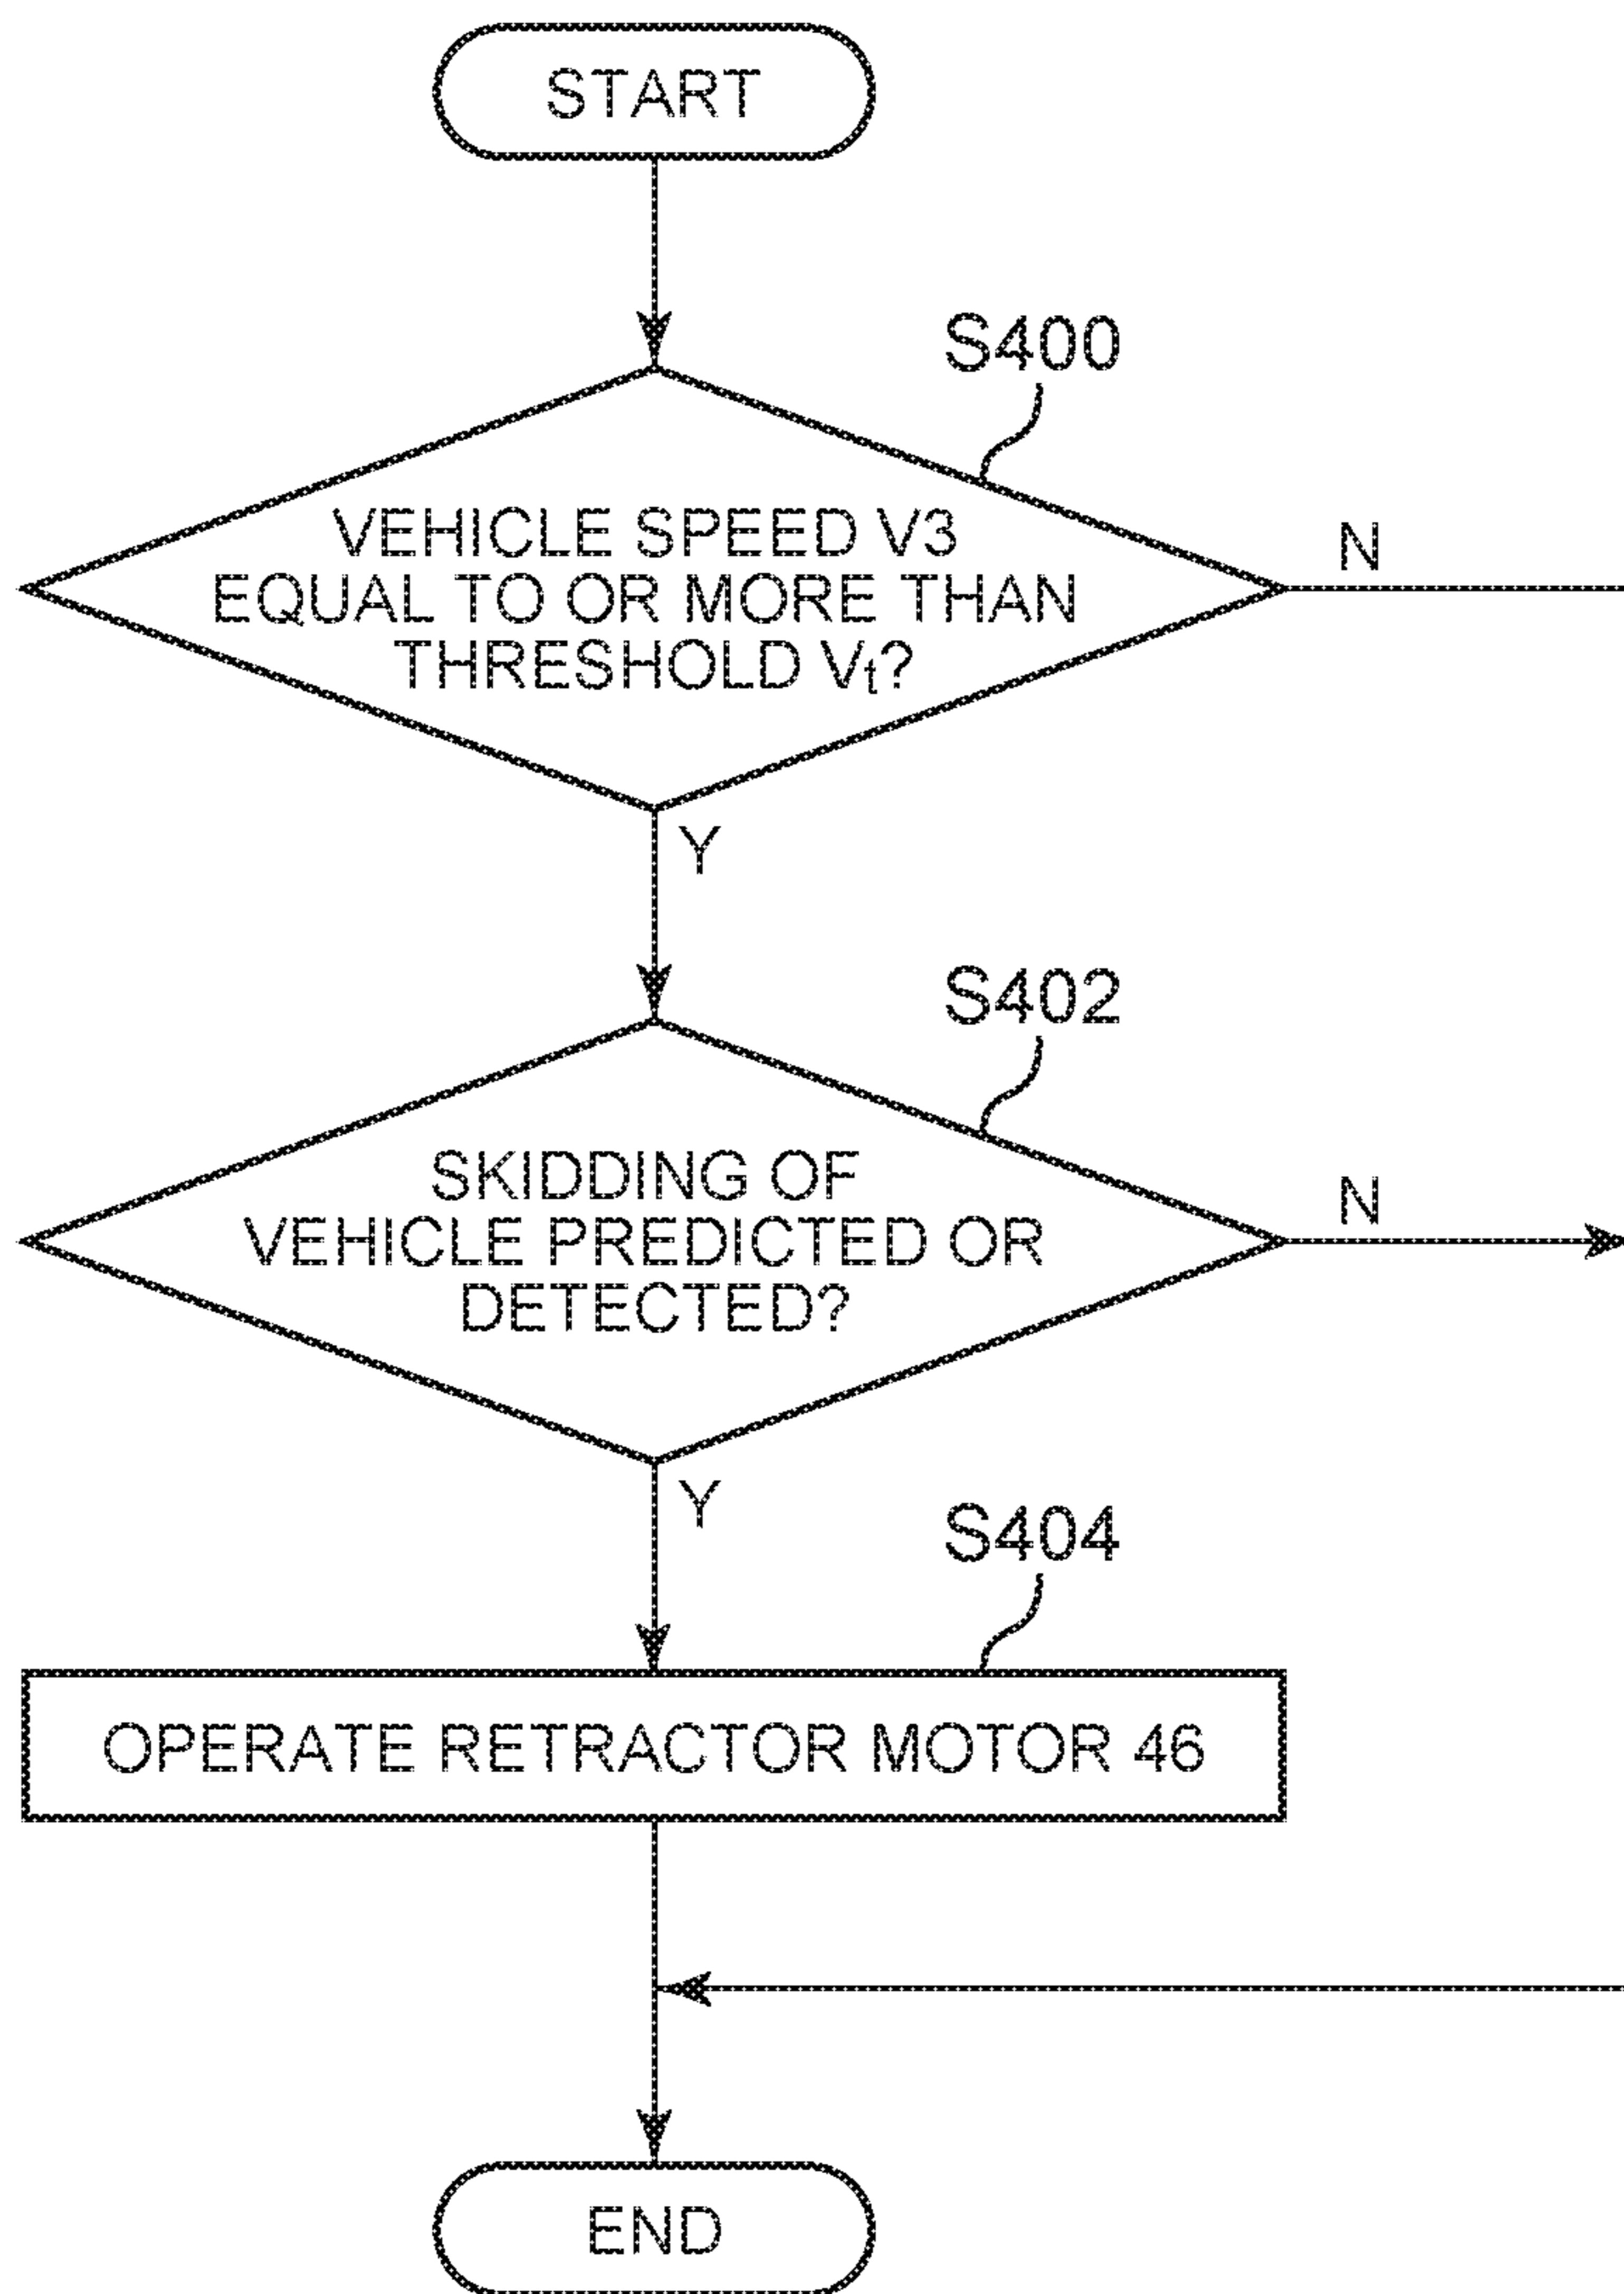 START
S400
VEHICLE SPEED V3
EQUAL TO OR MORE THAN
THRESHOLD Vt?
N
Y
S402
SKIDDING OF
VEHICLE PREDICTED OR
DETECTED?
N
Y
S404
OPERATE RETRACTOR MOTOR 46
END